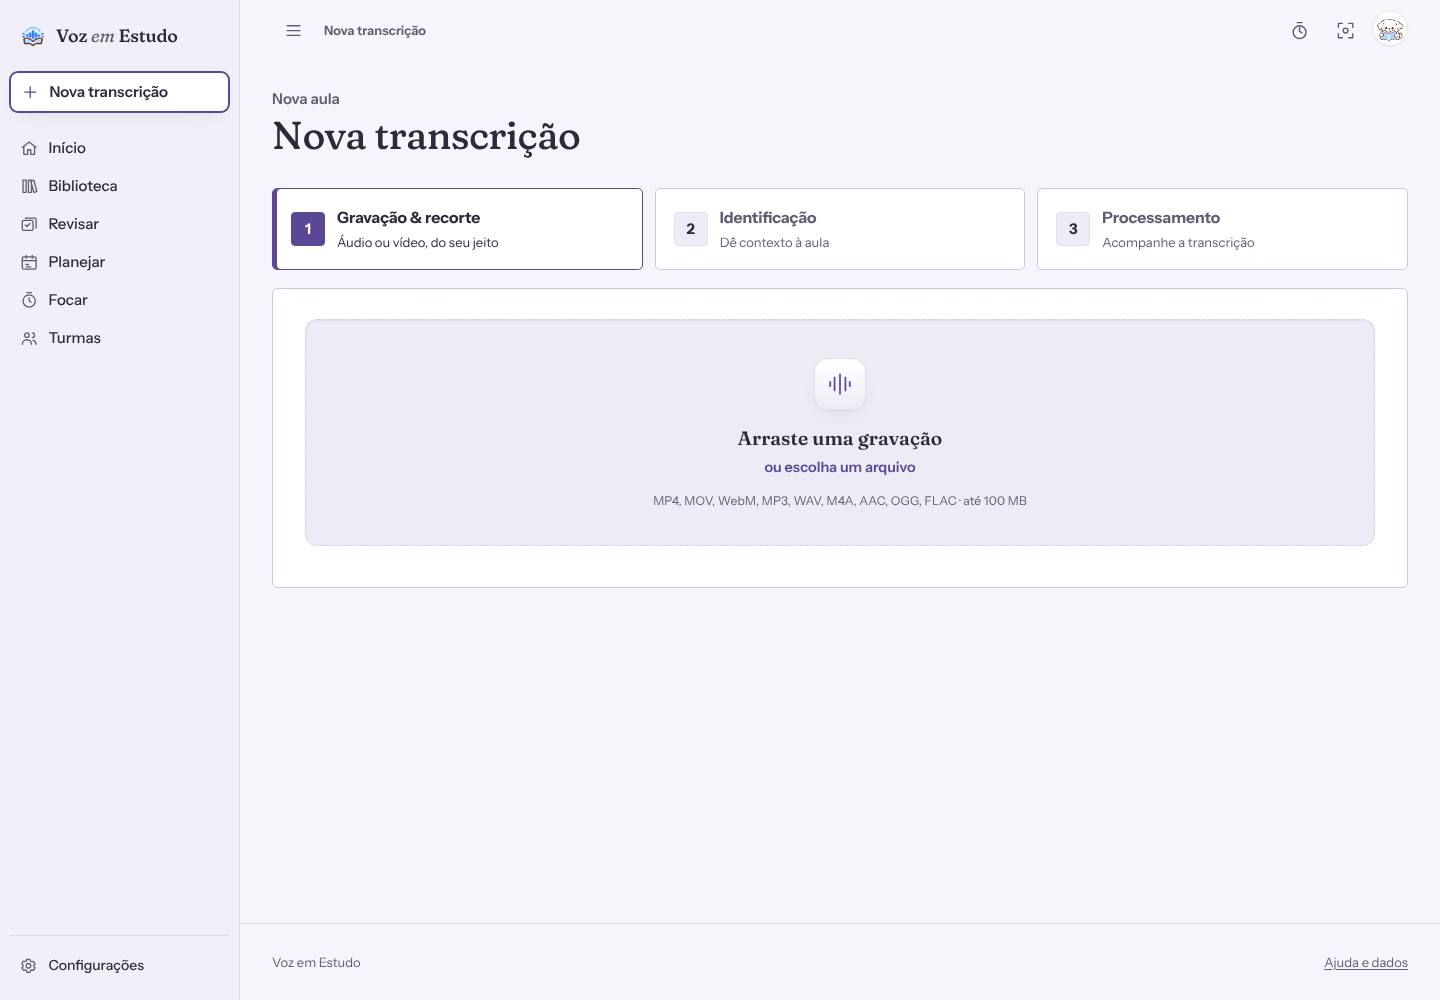 Voz em Estudo
Nova transcrição
Início
Biblioteca
Revisar
Planejar
Focar
Turmas
Configurações
Nova transcrição
Nova aula
Nova transcrição
1
Gravação & recorte
Áudio ou vídeo, do seu jeito
2
Identificação
Dê contexto à aula
3
Processamento
Acompanhe a transcrição
Arraste uma gravação
ou escolha um arquivo
MP4, MOV, WebM, MP3, WAV, M4A, AAC, OGG, FLAC · até 100 MB
Voz em Estudo
Ajuda e dados